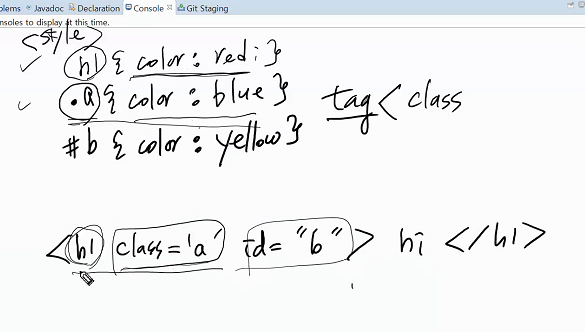 olems @ Javadoc Declaration Console Git Staging
nsoles to display at this time.
<style>
h1 { color : red ; }
.a { color : blue } tag < class
#b { color : yellow }
<h1 class='a' id= "b" > hi </h1>